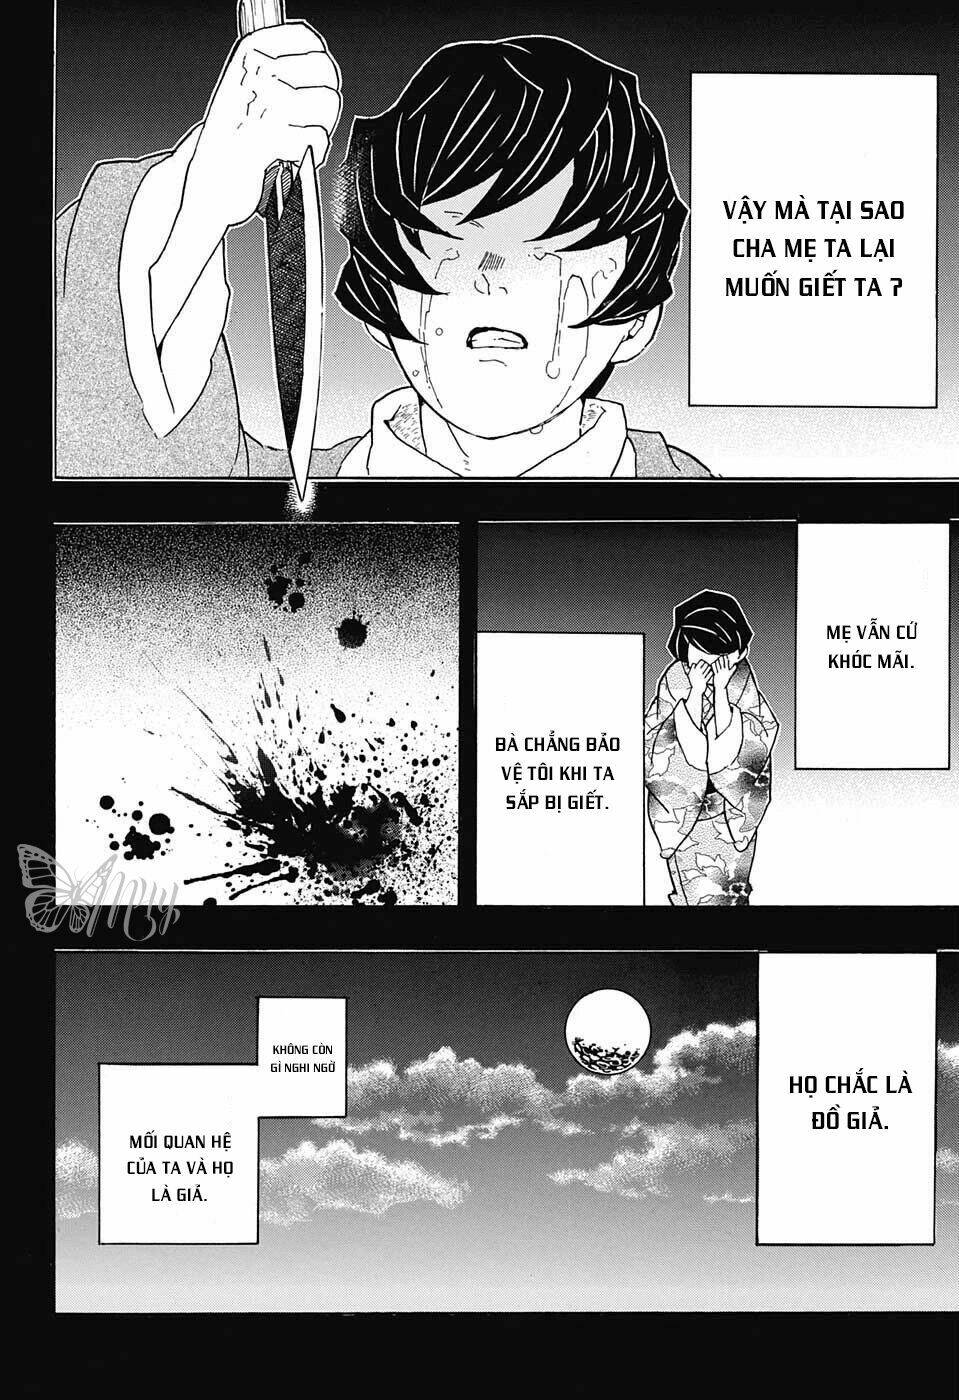 VẬY MÀ TẠI SAO
CHA MẸ TA LẠI
MUỐN GIẾT TA ?
MẸ VẪN CỨ
KHÓC MÃI.
BÀ CHẲNG BẢO
VỆ TÔI KHI TA
SẮP BỊ GIẾT.
HỌ CHẮC LÀ
ĐỒ GIẢ.
KHÔNG CÒN
GÌ NGHI NGỜ
MỐI QUAN HỆ
CỦA TA VÀ HỌ
LÀ GIẢ.